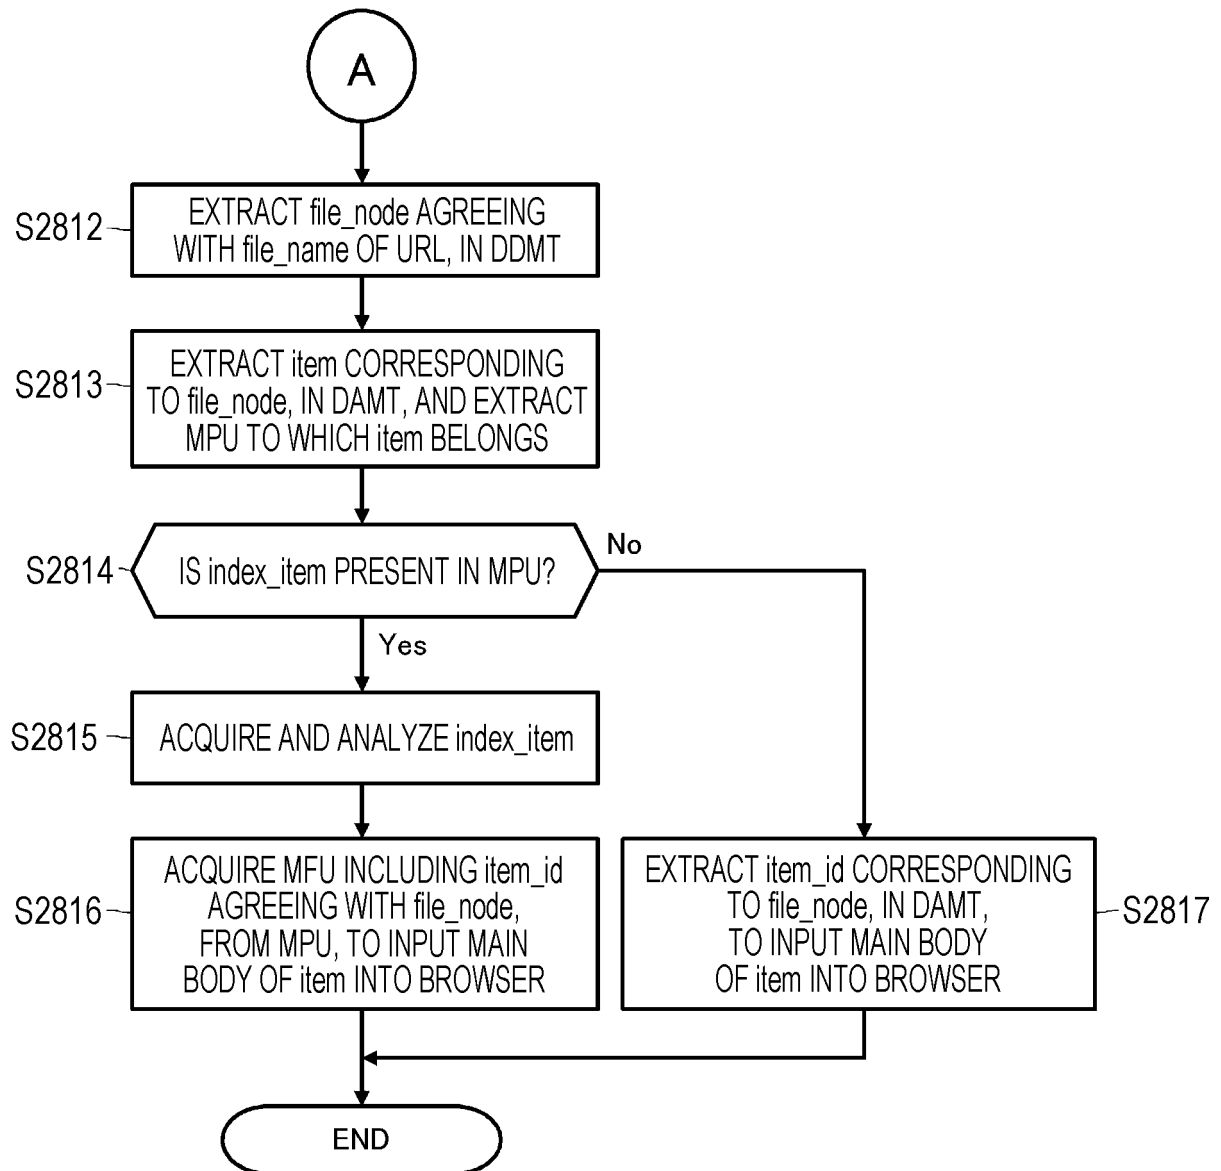 A
S2812
EXTRACT file_node AGREEING
WITH file_name OF URL, IN DDMT
S2813
EXTRACT item CORRESPONDING
TO file_node, IN DAMT, AND EXTRACT
MPU TO WHICH item BELONGS
S2814
IS index_item PRESENT IN MPU?
No
Yes
S2815
ACQUIRE AND ANALYZE index_item
S2816
ACQUIRE MFU INCLUDING item_id
AGREEING WITH file_node,
FROM MPU, TO INPUT MAIN
BODY OF item INTO BROWSER
EXTRACT item_id CORRESPONDING
TO file_node, IN DAMT,
TO INPUT MAIN BODY
OF item INTO BROWSER
S2817
END